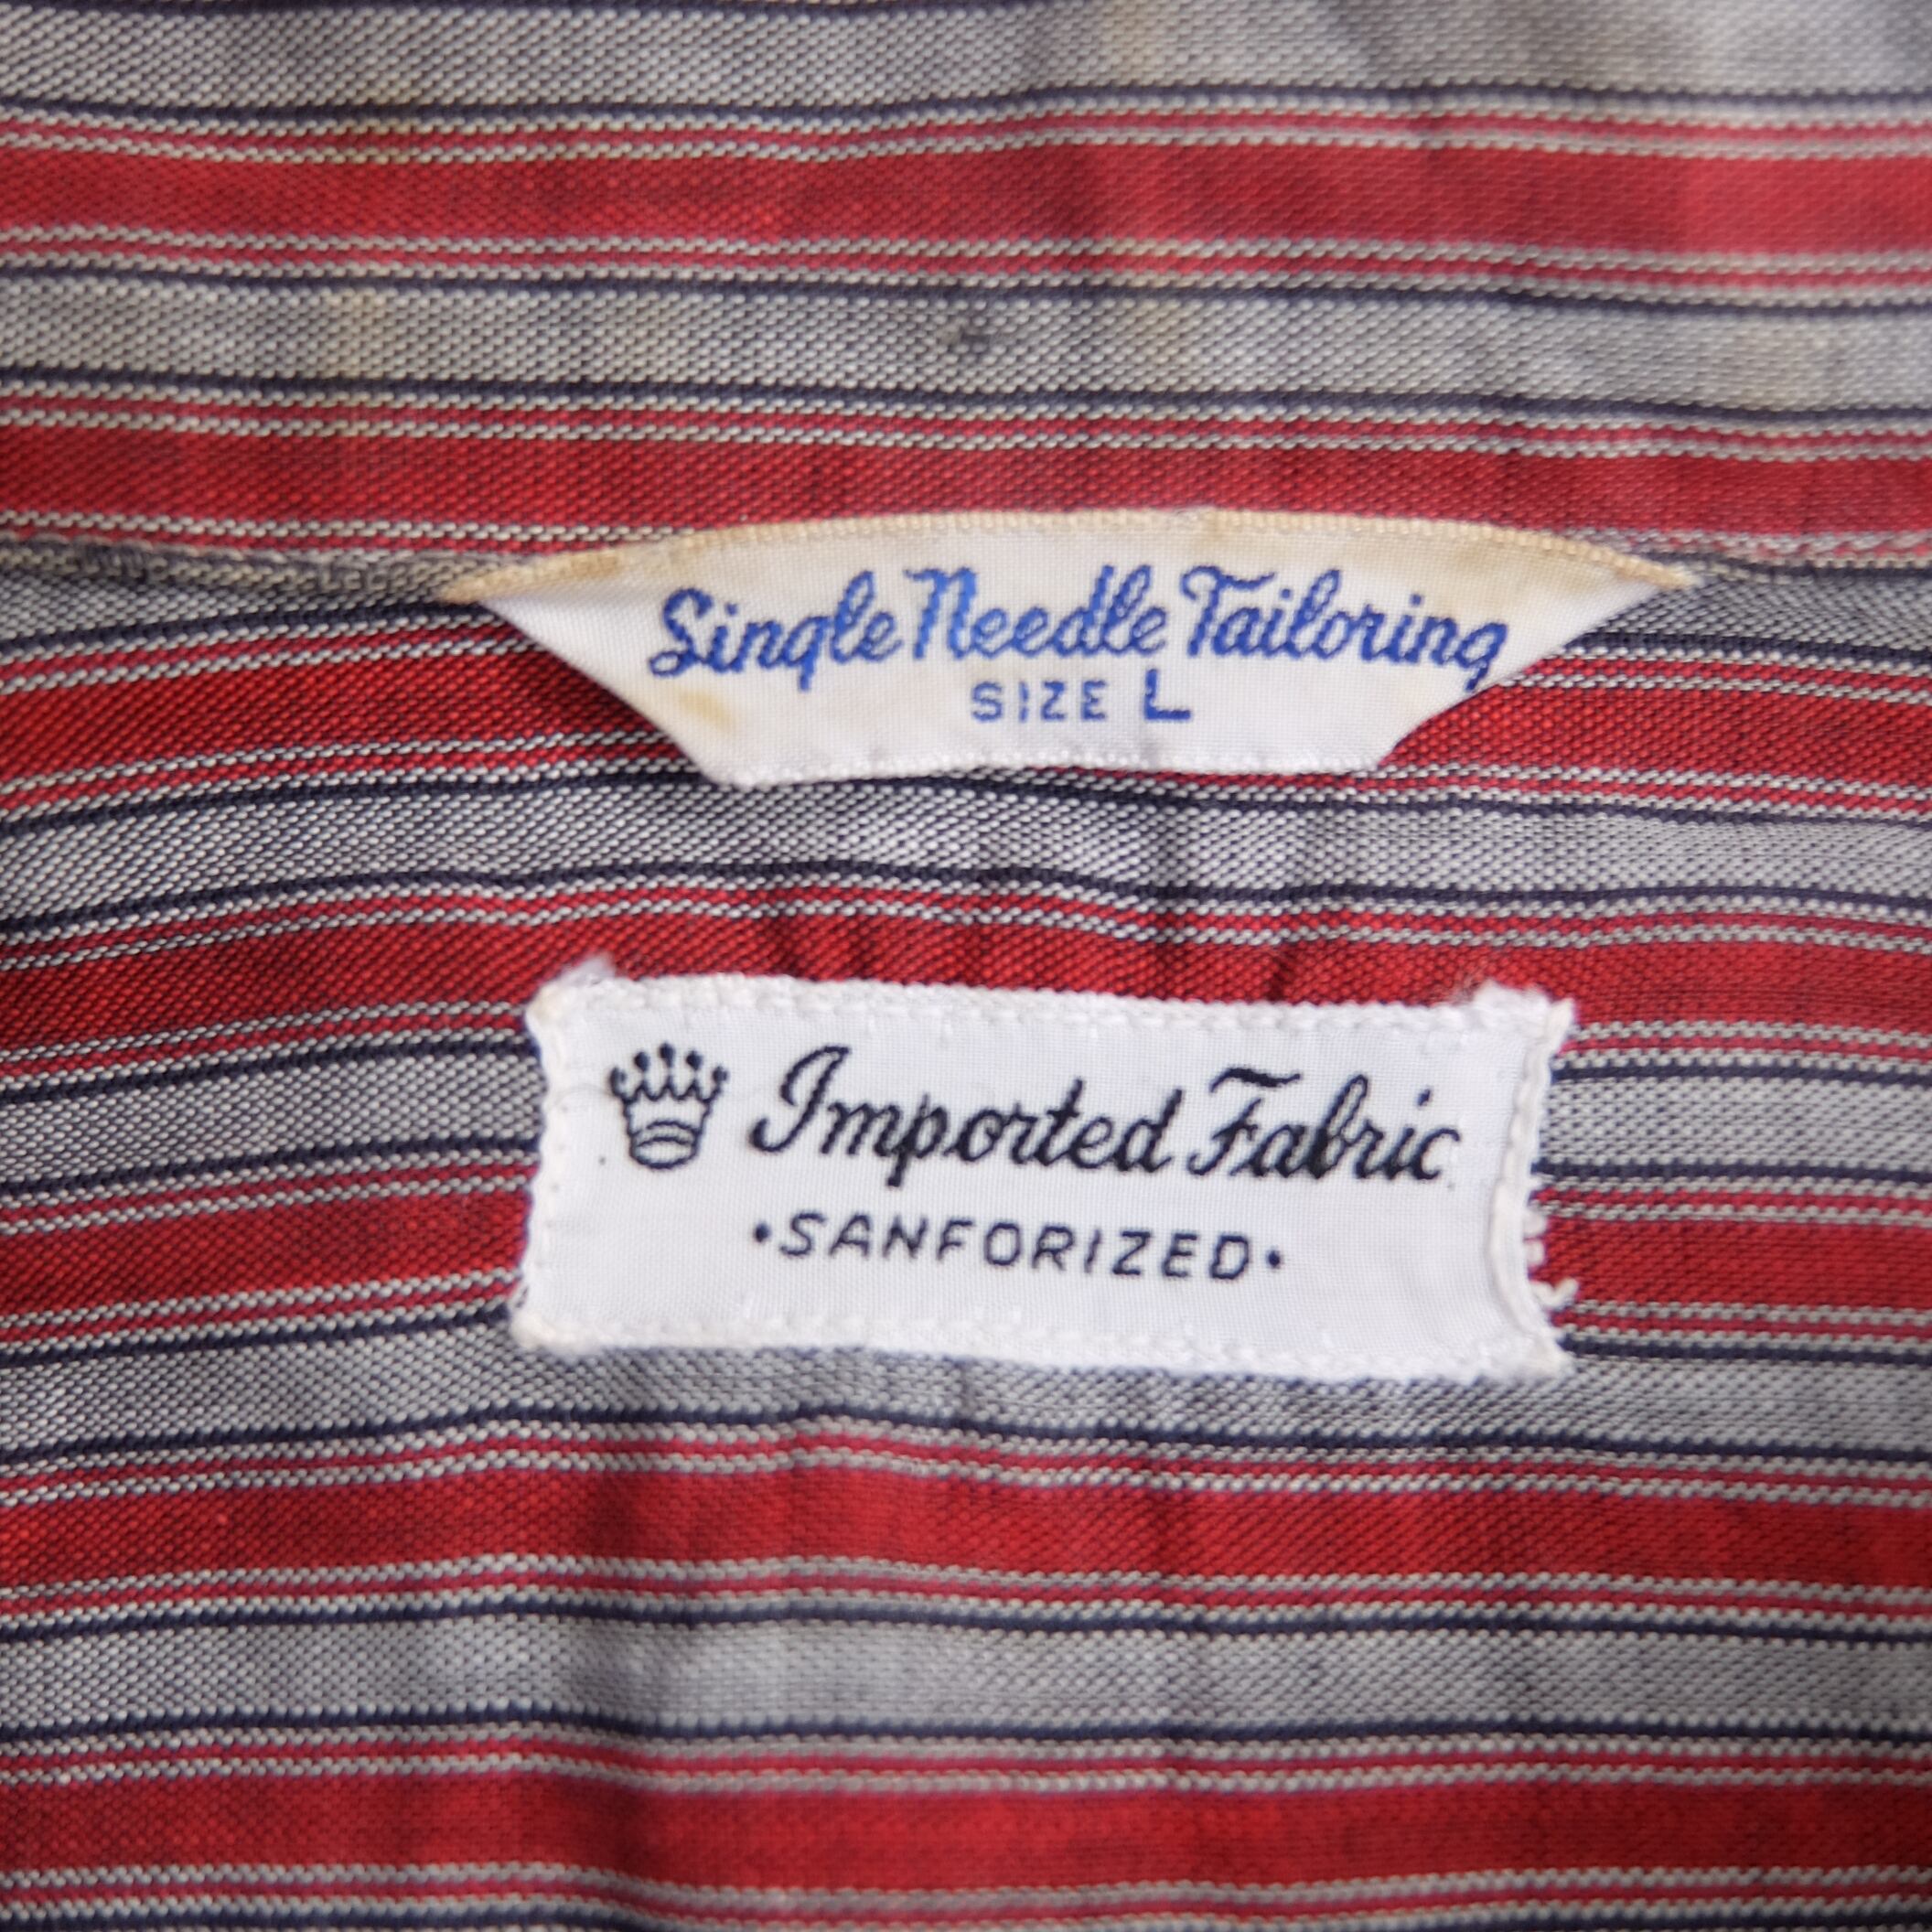 Single Needle Tailoring
SIZE L
Imported Fabric
•SANFORIZED•